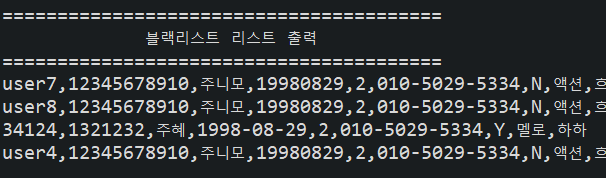 ========================================
블랙리스트 리스트 출력
========================================
user7,12345678910,주니모,19980829,2,010-5029-5334,N,액션,
user8,12345678910,주니모,19980829,2,010-5029-5334,N,액션,
34124,1321232,주혜,1998-08-29,2,010-5029-5334,Y,멜로,하하
user4,12345678910,주니모,19980829,2,010-5029-5334,N,액션,